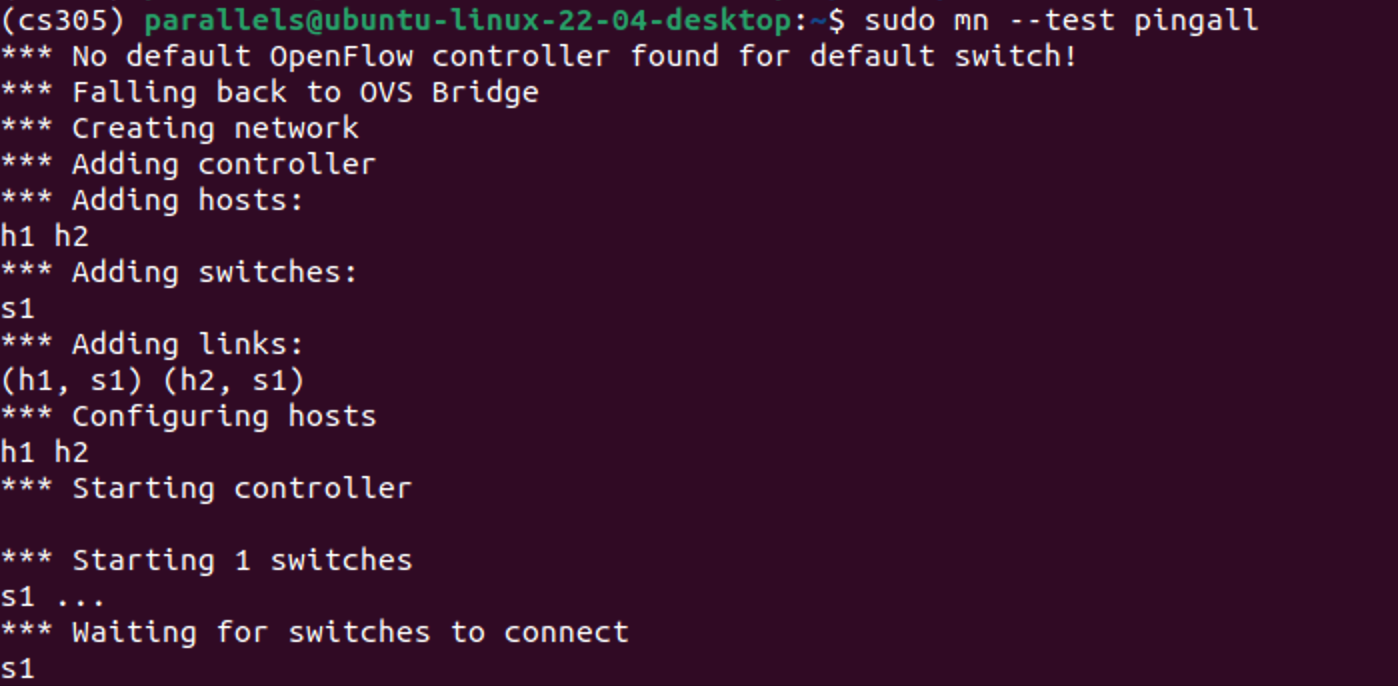 (cs305) parallels@ubuntu-linux-22-04-desktop:~$ sudo mn --test pingall
*** No default OpenFlow controller found for default switch!
*** Falling back to OVS Bridge
*** Creating network
*** Adding controller
*** Adding hosts:
h1 h2
*** Adding switches:
s1
*** Adding links:
(h1, s1) (h2, s1)
*** Configuring hosts
h1 h2
*** Starting controller

*** Starting 1 switches
s1 ...
*** Waiting for switches to connect
s1